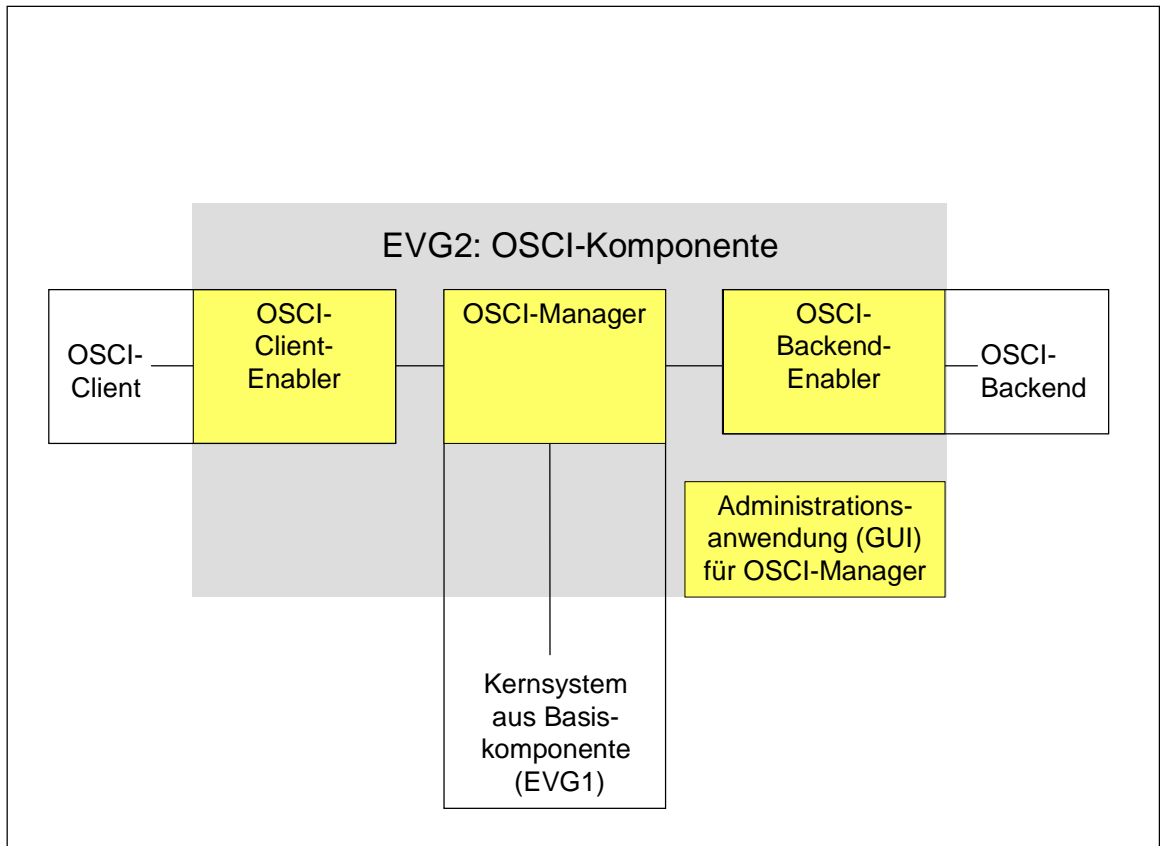 EVG2: OSCI-Komponente
OSCI-
Client
OSCI-
Client-
Enabler
OSCI-Manager
OSCI-
Backend-
Enabler
OSCI-
Backend
Administrations-
anwendung (GUI)
für OSCI-Manager
Kernsystem
aus Basis-
komponente
(EVG1)